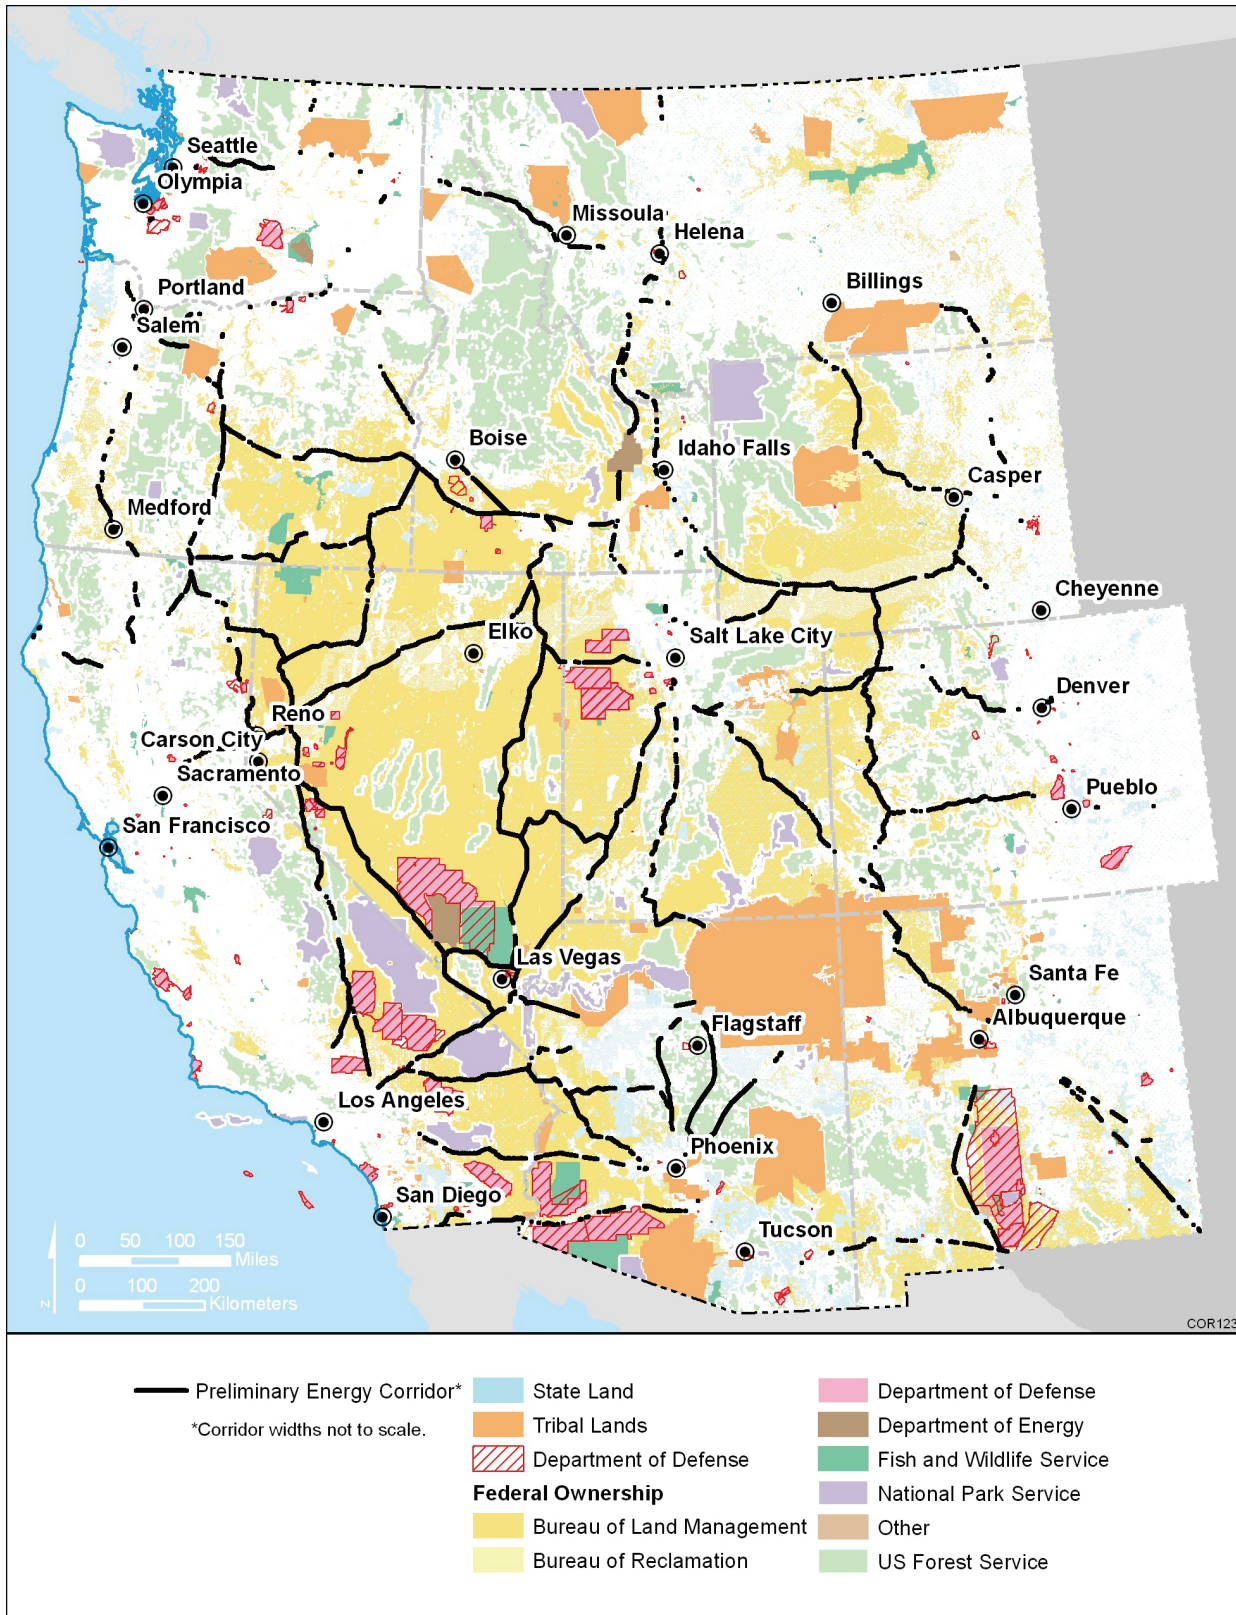 Seattle
Olympia
Missoula
Helena
Portland
Billings
Salem
Boise
Idaho Falls
Casper
Medford
Cheyenne
Elko
Salt Lake City
Denver
Reno
Carson City
Sacramento
Pueblo
San Francisco
Las Vegas
Santa Fe
Flagstaff
Albuquerque
Los Angeles
Phoenix
San Diego
Tucson
0 50 100 150
Miles
0 100 200
Kilometers
N
COR123
Preliminary Energy Corridor*
*Corridor widths not to scale.
State Land
Tribal Lands
Department of Defense
Federal Ownership
Bureau of Land Management
Bureau of Reclamation
Department of Defense
Department of Energy
Fish and Wildlife Service
National Park Service
Other
US Forest Service